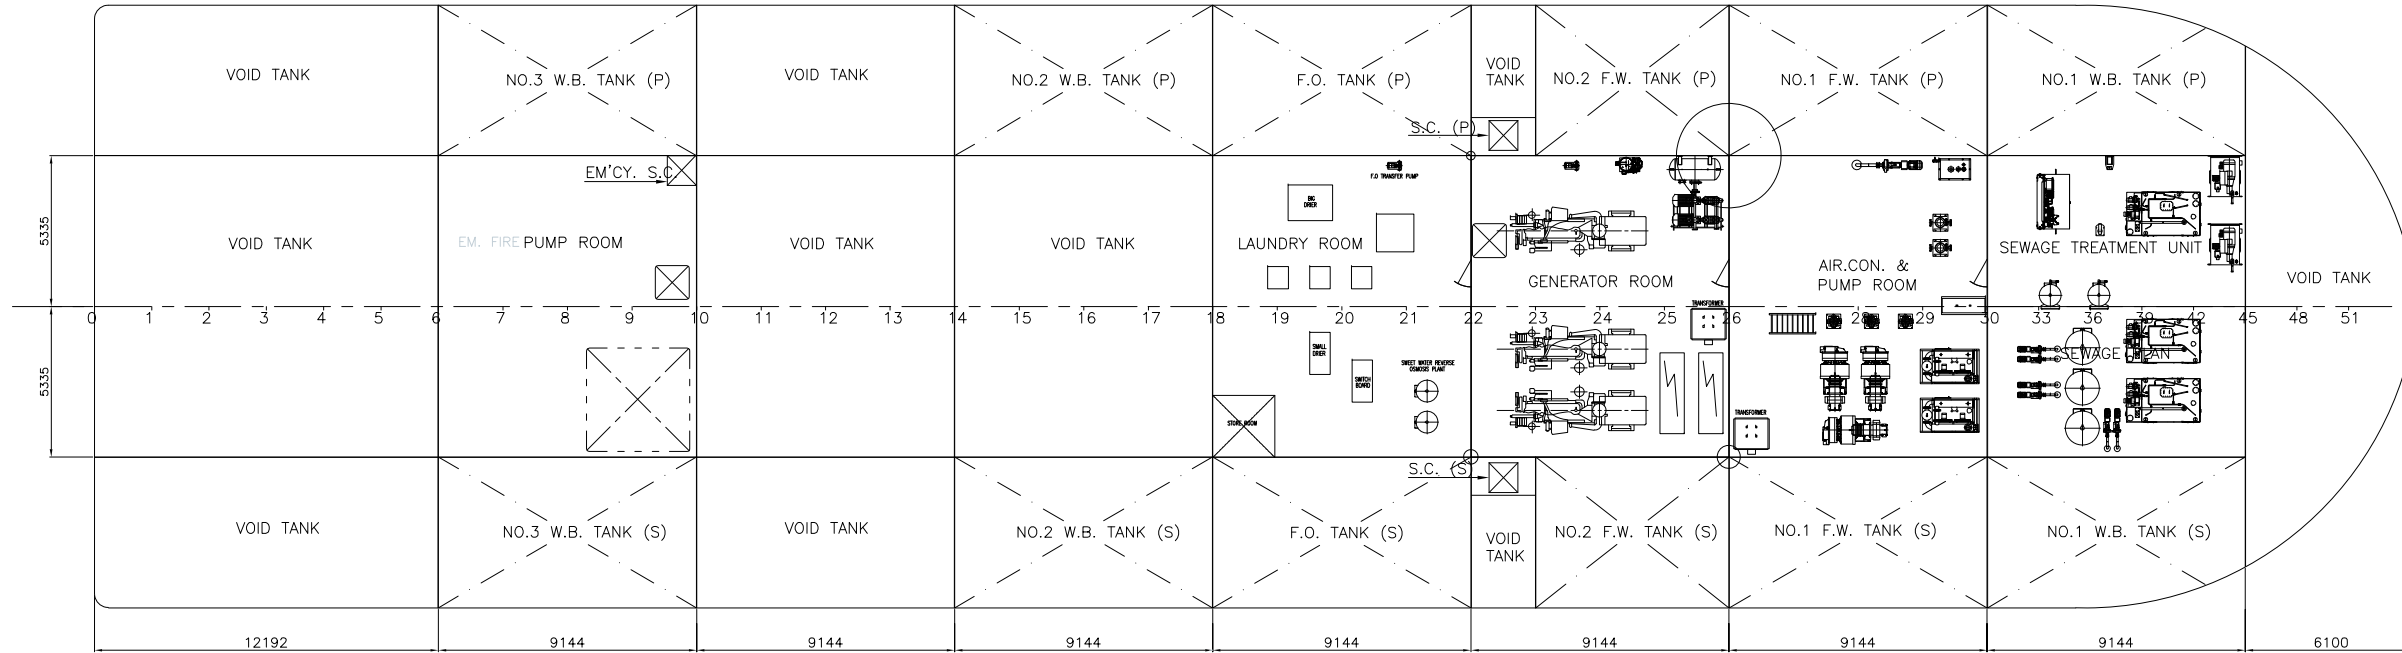 VOID TANK
NO.3 W.B. TANK (P)
VOID TANK
NO.2 W.B. TANK (P)
F.O. TANK (P)
VOID
TANK
NO.2 F.W. TANK (P)
NO.1 F.W. TANK (P)
NO.1 W.B. TANK (P)
S.C. (P)
EM'CY. S.C.
F.O TRANSFER PUMP
BIG
DRIER
5335
VOID TANK
EM. FIRE PUMP ROOM
VOID TANK
VOID TANK
LAUNDRY ROOM
GENERATOR ROOM
AIR.CON. &
PUMP ROOM
SEWAGE TREATMENT UNIT
VOID TANK
TRANSFORMER
0 1 2 3 4 5 6 7 8 9 10 11 12 13 14 15 16 17 18 19 20 21 22 23 24 25 26 28 29 30 33 36 39 42 45 48 51
5335
SMALL
DRIER
SWITCH
BOARD
SWEET WATER REVERSE
OSMOSIS PLANT
SEWAGE PAN
STORE ROOM
TRANSFORMER
S.C. (S)
VOID TANK
NO.3 W.B. TANK (S)
VOID TANK
NO.2 W.B. TANK (S)
F.O. TANK (S)
VOID
TANK
NO.2 F.W. TANK (S)
NO.1 F.W. TANK (S)
NO.1 W.B. TANK (S)
12192
9144
9144
9144
9144
9144
9144
9144
6100